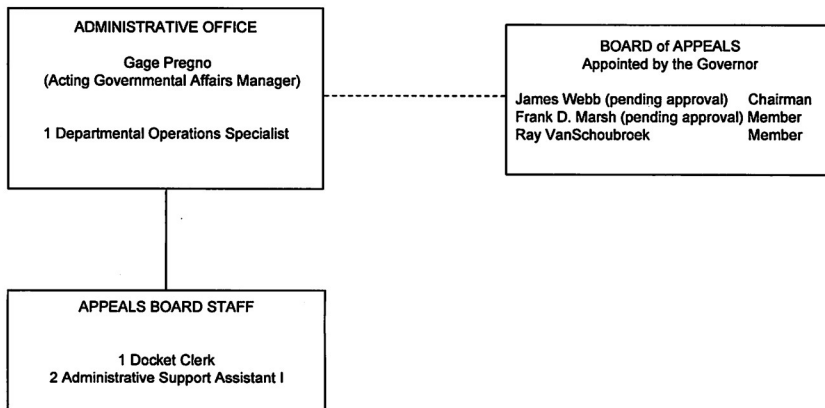 ADMINISTRATIVE OFFICE
Gage Pregno
(Acting Governmental Affairs Manager)
1 Departmental Operations Specialist
BOARD of APPEALS
Appointed by the Governor
James Webb (pending approval) Chairman
Frank D. Marsh (pending approval) Member
Ray VanSchoubroek Member
APPEALS BOARD STAFF
1 Docket Clerk
2 Administrative Support Assistant I